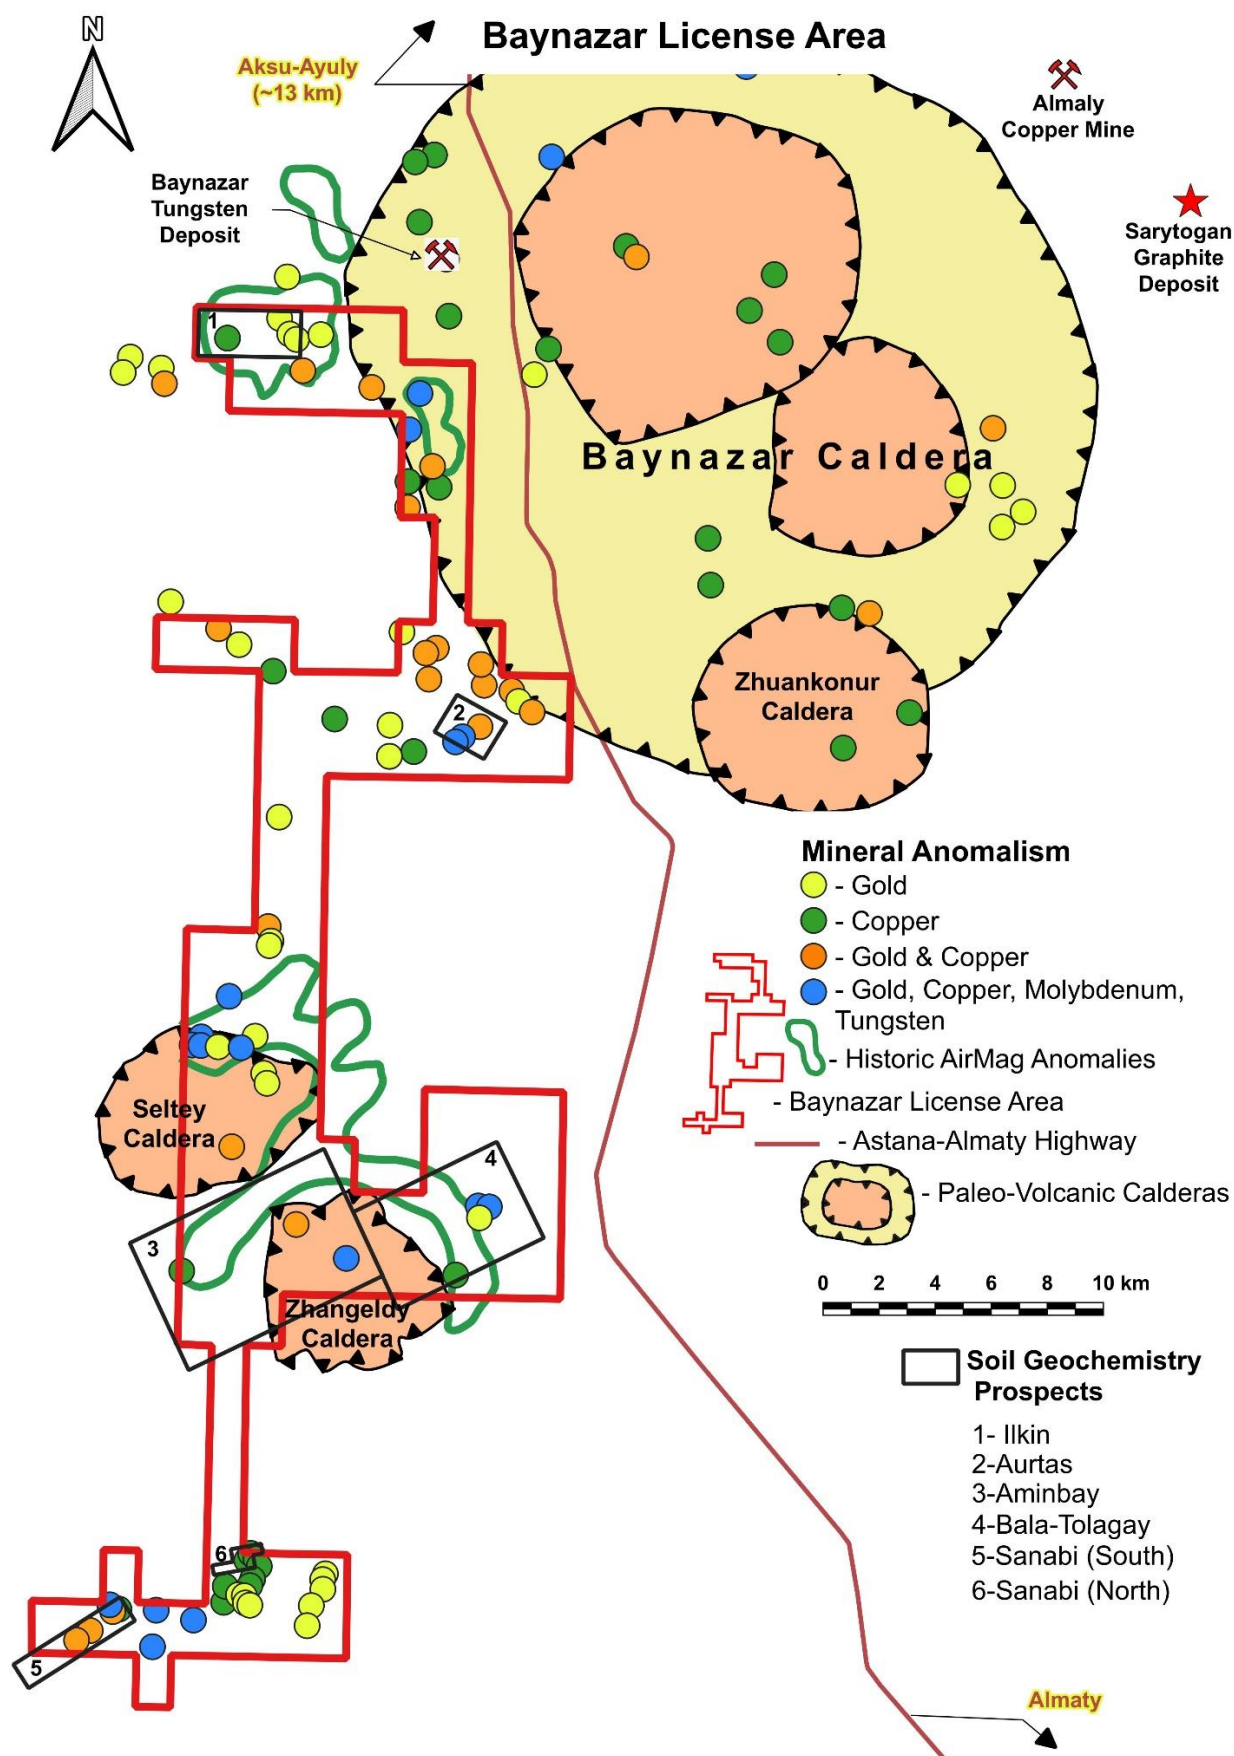 N
Baynazar License Area
Aksu-Ayuly
(~13 km)
Almaly
Copper Mine
Baynazar
Tungsten
Deposit
Sarytogan
Graphite
Deposit
1
Baynazar Caldera
2
Zhuankonur
Caldera
Mineral Anomalism
- Gold
- Copper
- Gold & Copper
- Gold, Copper, Molybdenum,
Tungsten
- Historic AirMag Anomalies
- Baynazar License Area
- Astana-Almaty Highway
- Paleo-Volcanic Calderas
Seltey
Caldera
4
3
0 2 4 6 8 10 km
Zhangeldy
Caldera
Soil Geochemistry
Prospects
1- Ilkin
2-Aurtas
3-Aminbay
4-Bala-Tolagay
5-Sanabi (South)
6-Sanabi (North)
6
5
Almaty